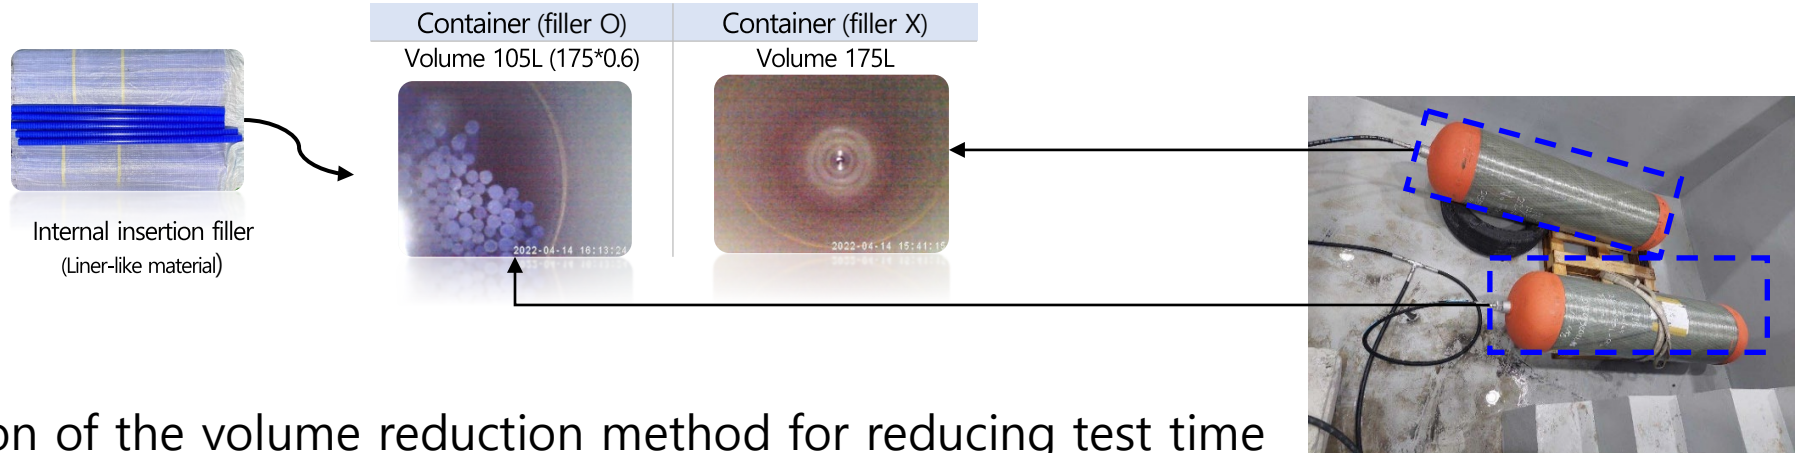 Container (filler O)
Container (filler X)
Volume 105L (175*0.6)
Volume 175L
2022-04-14 16:13:24
2022-04-14 15:41:15
Internal insertion filler
(Liner-like material)
on of the volume reduction method for reducing test time